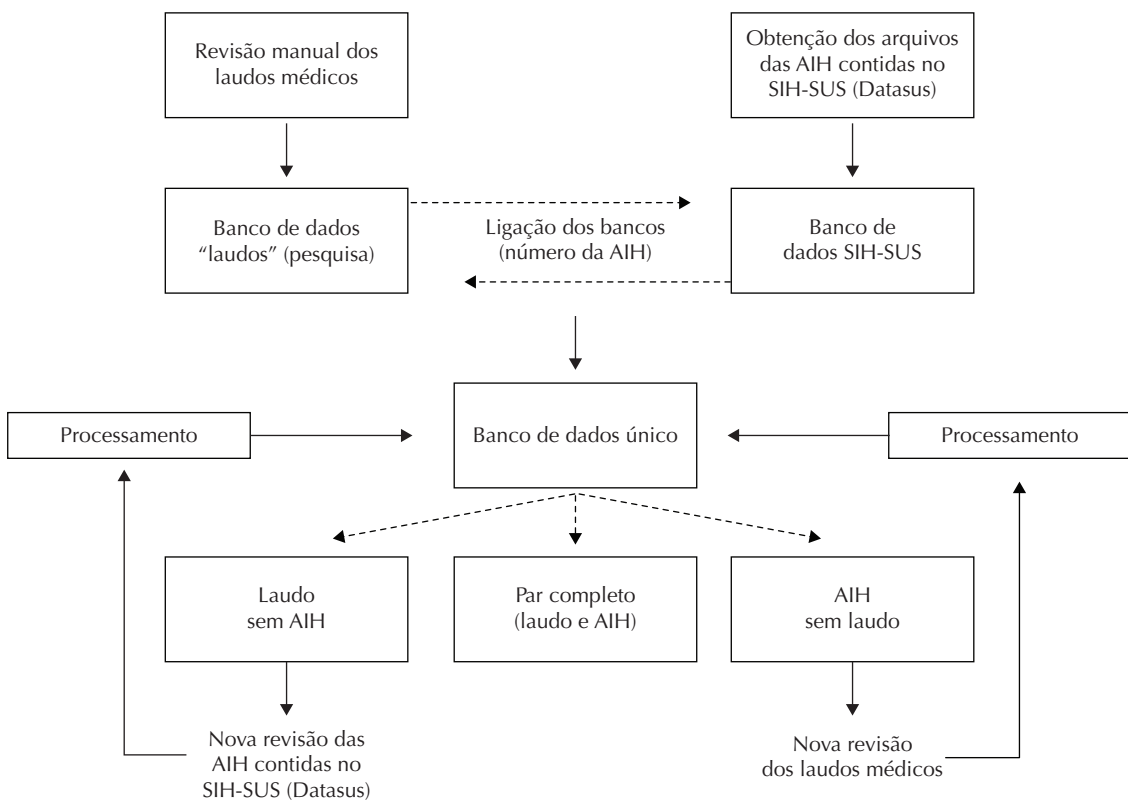 Revisão manual dos
laudos médicos
Obtenção dos arquivos
das AIH contidas no
SIH-SUS (Datasus)
Banco de dados
“laudos” (pesquisa)
Ligação dos bancos
(número da AIH)
Banco de
dados SIH-SUS
Processamento
Banco de dados único
Processamento
Laudo
sem AIH
Par completo
(laudo e AIH)
AIH
sem laudo
Nova revisão das
AIH contidas no
SIH-SUS (Datasus)
Nova revisão
dos laudos médicos